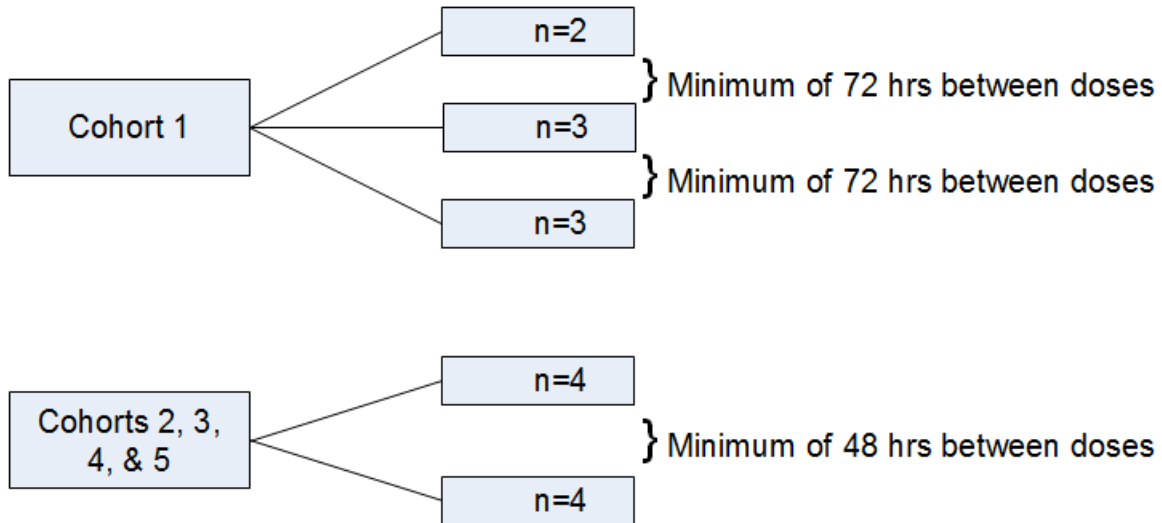 n=2
} Minimum of 72 hrs between doses
Cohort 1
n=3
} Minimum of 72 hrs between doses
n=3
n=4
Cohorts 2, 3,
4, & 5
} Minimum of 48 hrs between doses
n=4